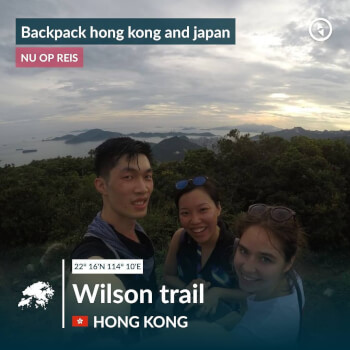 Backpack hong kong and japan
NU OP REIS
22° 16'N 114° 10'E
Wilson trail
HONG KONG